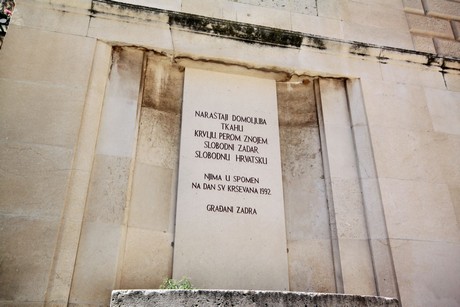 NARAŠTAJI DOMOLJUBA
TKAHU
KRVLJU PEROM ZNOJEM
SLOBODNI ZADAR
SLOBODNU HRVATSKU
NJIMA U SPOMEN
NA DAN SV KRŠEVANA 1992.
GRAĐANI ZADRA